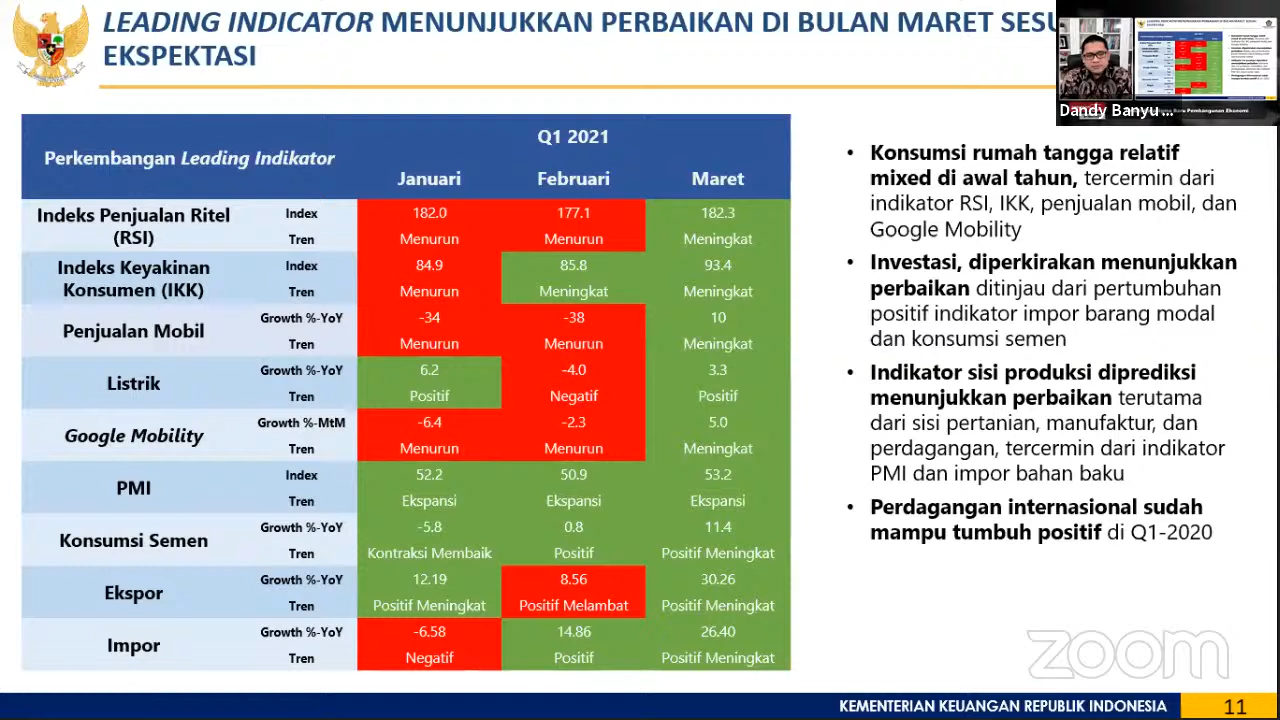 LEADING INDICATOR MENUNJUKKAN PERBAIKAN DI BULAN MARET SESU
EKSPEKTASI
Dandy Banyu ...
Perkembangan Leading Indikator
Q1 2021
Januari Februari Maret
Indeks Penjualan Ritel (RSI) Index 182.0 177.1 182.3
Tren Menurun Menurun Meningkat
Indeks Keyakinan Konsumen (IKK) Index 84.9 85.8 93.4
Tren Menurun Meningkat Meningkat
Penjualan Mobil Growth %-YoY -34 -38 10
Tren Menurun Menurun Meningkat
Listrik Growth %-YoY 6.2 -4.0 3.3
Tren Positif Negatif Positif
Google Mobility Growth %-MtM -6.4 -2.3 5.0
Tren Menurun Menurun Meningkat
PMI Index 52.2 50.9 53.2
Tren Ekspansi Ekspansi Ekspansi
Konsumsi Semen Growth %-YoY -5.8 0.8 11.4
Tren Kontraksi Membaik Positif Positif Meningkat
Ekspor Growth %-YoY 12.19 8.56 30.26
Tren Positif Meningkat Positif Melambat Positif Meningkat
Impor Growth %-YoY -6.58 14.86 26.40
Tren Negatif Positif Positif Meningkat
• Konsumsi rumah tangga relatif
mixed di awal tahun, tercermin dari
indikator RSI, IKK, penjualan mobil, dan
Google Mobility
• Investasi, diperkirakan menunjukkan
perbaikan ditinjau dari pertumbuhan
positif indikator impor barang modal
dan konsumsi semen
• Indikator sisi produksi diprediksi
menunjukkan perbaikan terutama
dari sisi pertanian, manufaktur, dan
perdagangan, tercermin dari indikator
PMI dan impor bahan baku
• Perdagangan internasional sudah
mampu tumbuh positif di Q1-2020
zoom
KEMENTERIAN KEUANGAN REPUBLIK INDONESIA 11